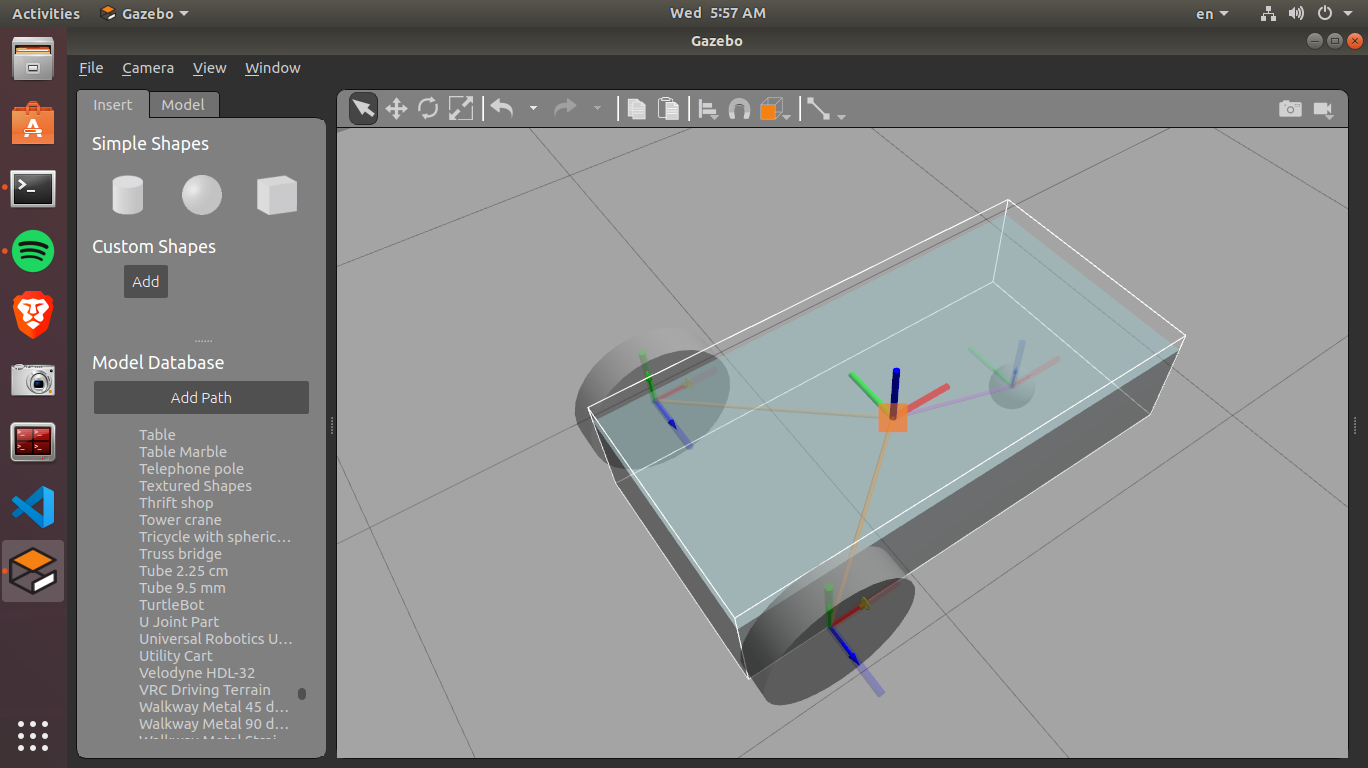 Activities
Gazebo
Wed 5:57 AM
en
Gazebo
File Camera View Window
Insert Model
Simple Shapes
Custom Shapes
Add
Model Database
Add Path
Table
Table Marble
Telephone pole
Textured Shapes
Thrift shop
Tower crane
Tricycle with spheric...
Truss bridge
Tube 2.25 cm
Tube 9.5 mm
TurtleBot
U Joint Part
Universal Robotics U...
Utility Cart
Velodyne HDL-32
VRC Driving Terrain
Walkway Metal 45 d...
Walkway Metal 90 d...